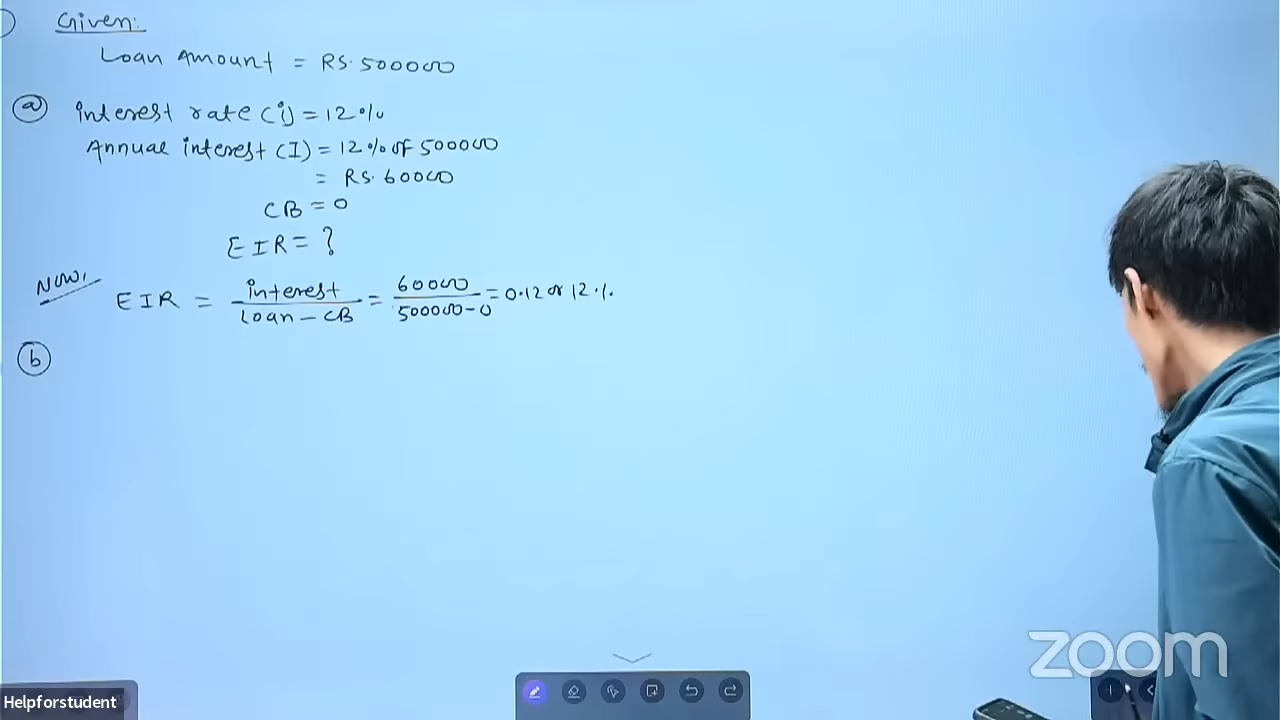 Given:
Loan Amount = RS. 500000
(a) interest rate (i) = 12%
Annual interest (I) = 12% of 500000
= RS. 60000
CB = 0
EIR = ?
Now,
EIR = interest / Loan - CB = 60000 / 500000 - 0 = 0.12 or 12%
(b)
zoom
Helpforstudent